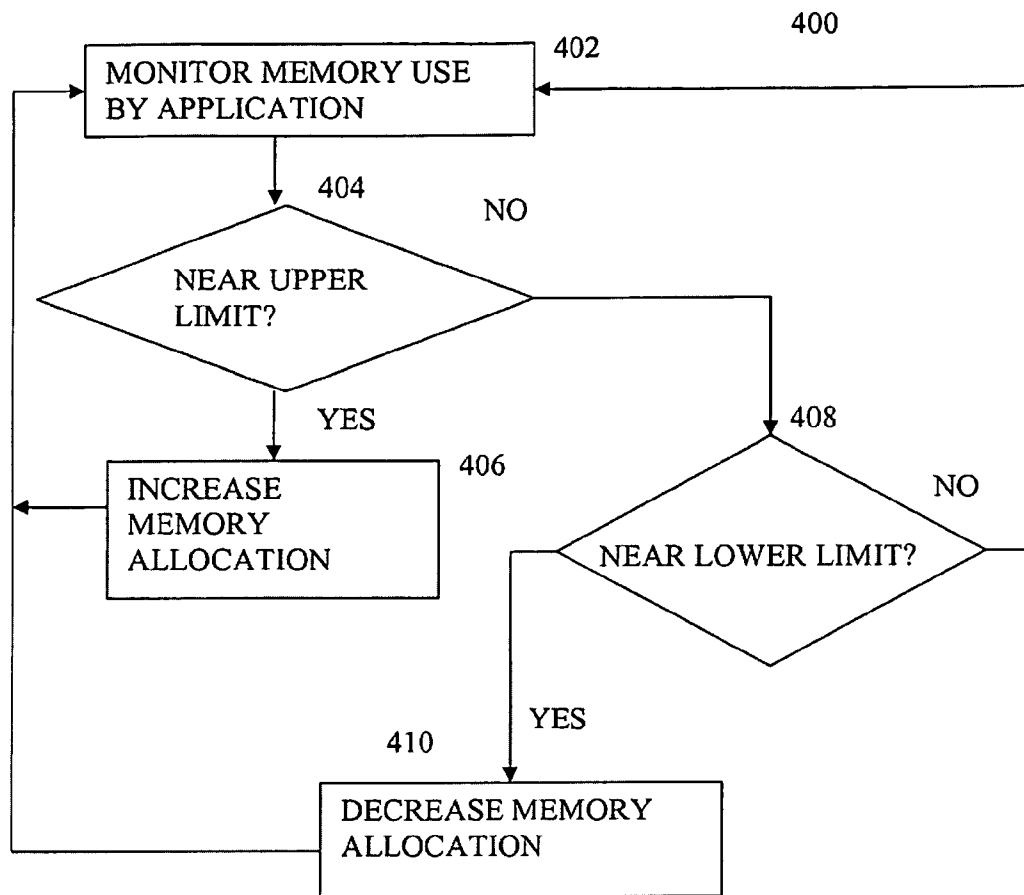 400
402
MONITOR MEMORY USE
BY APPLICATION
404
NO
NEAR UPPER
LIMIT?
YES
408
406
INCREASE
MEMORY
ALLOCATION
NO
NEAR LOWER LIMIT?
YES
410
DECREASE MEMORY
ALLOCATION